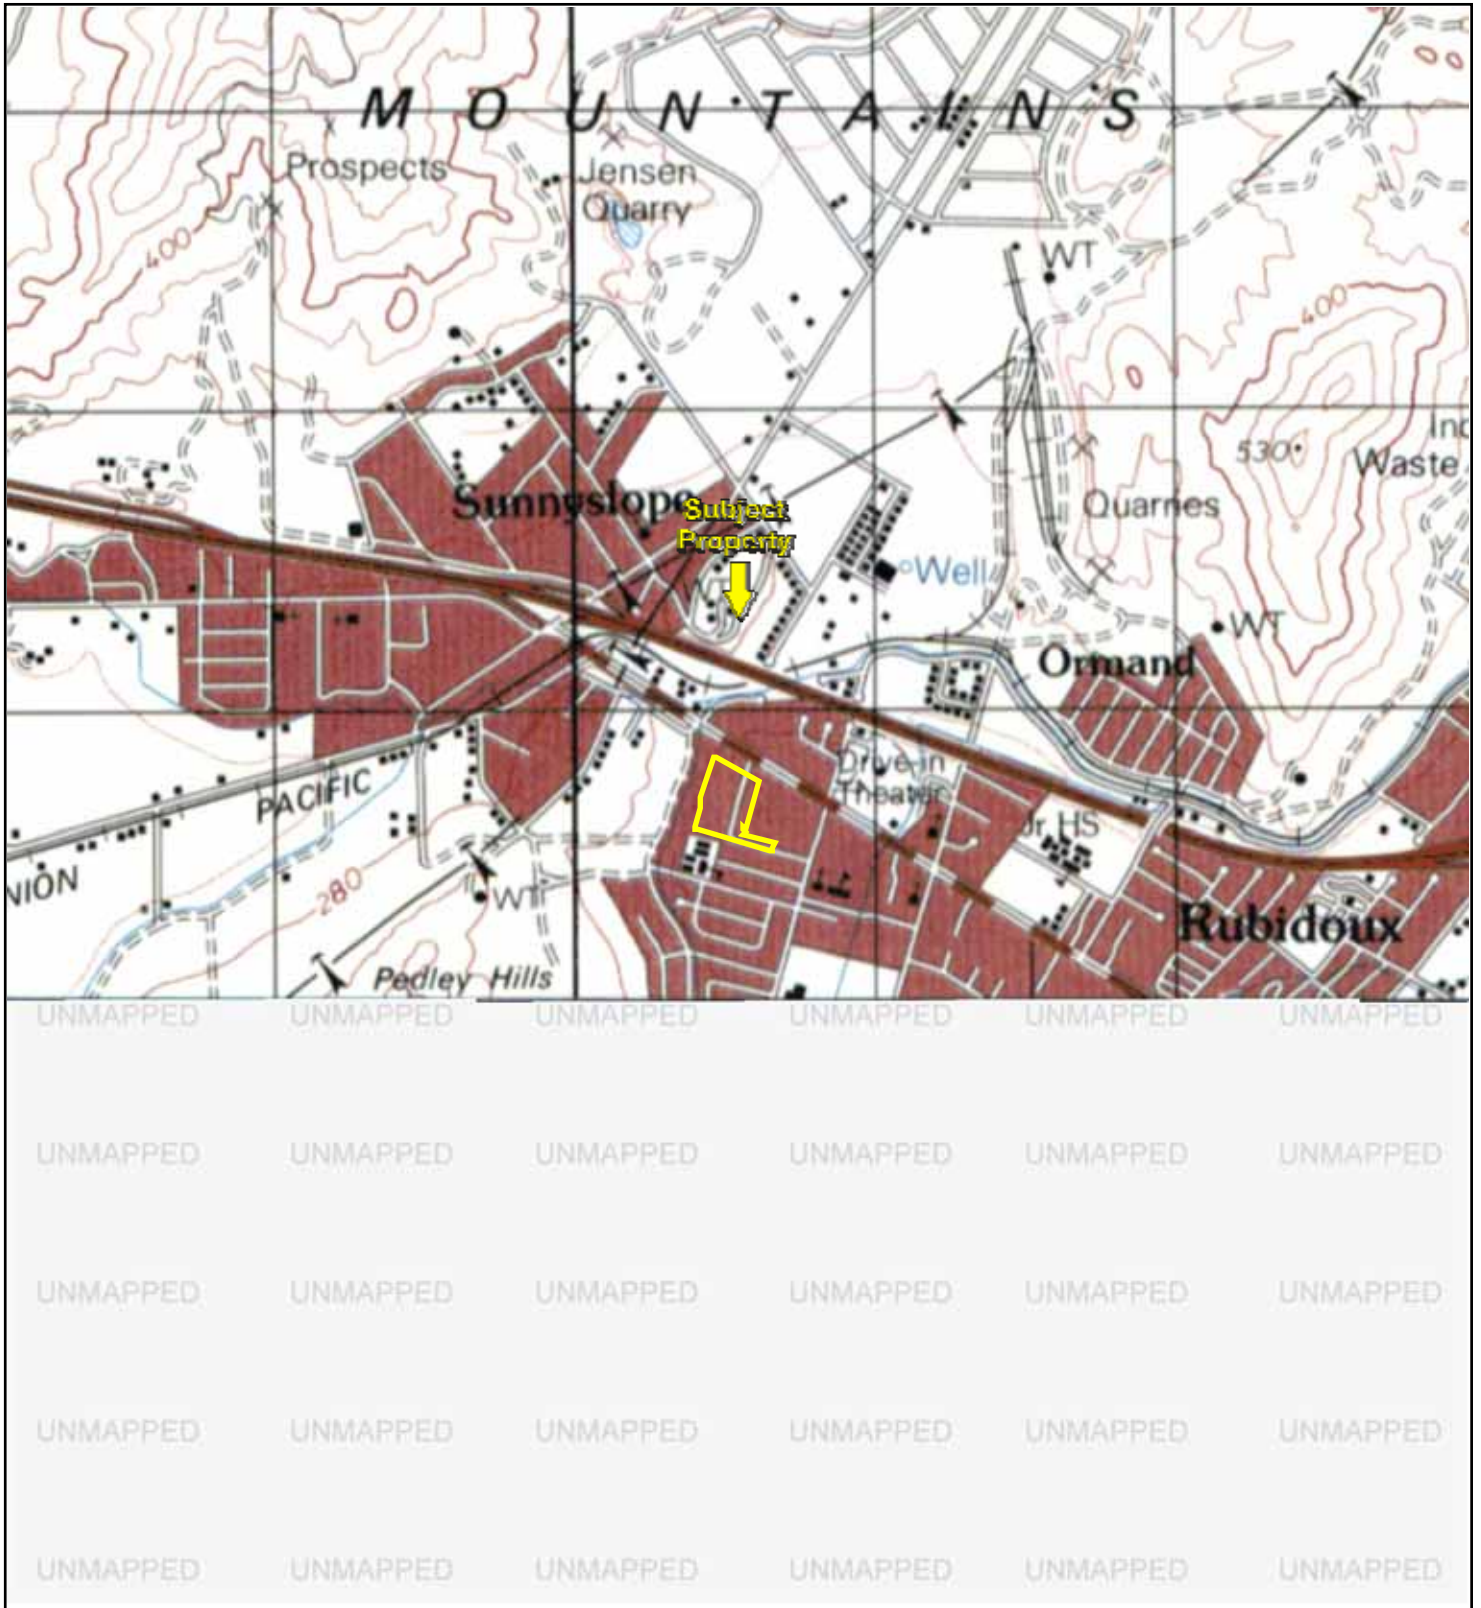 MOUNTAINS
Prospects
Jensen
Quarry
400
WT
400
530
Ind
Waste
Sunnyslope
Subject
Property
Quarries
Well
WT
WT
Ormand
Drive-in
Theater
PACIFIC
Jr HS
NION
280
WT
Rubidoux
Pedley Hills
UNMAPPED UNMAPPED UNMAPPED UNMAPPED UNMAPPED UNMAPPED
UNMAPPED UNMAPPED UNMAPPED UNMAPPED UNMAPPED UNMAPPED
UNMAPPED UNMAPPED UNMAPPED UNMAPPED UNMAPPED UNMAPPED
UNMAPPED UNMAPPED UNMAPPED UNMAPPED UNMAPPED UNMAPPED
UNMAPPED UNMAPPED UNMAPPED UNMAPPED UNMAPPED UNMAPPED